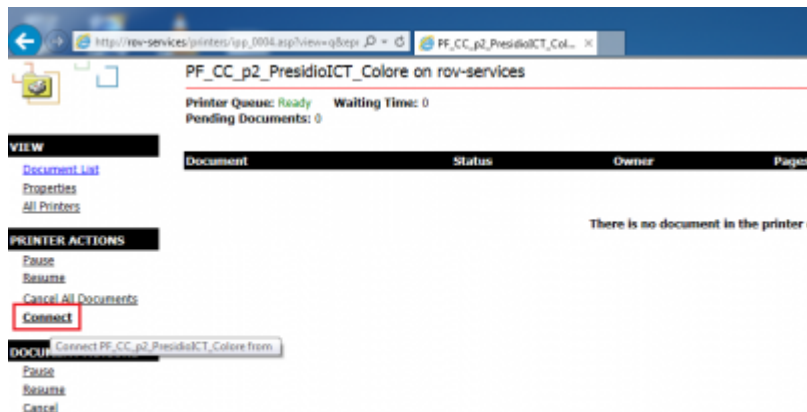 http://rov-services/printers/ipp_0004.asp?view=q&epr
PF_CC_p2_PresidioICT_Col...
PF_CC_p2_PresidioICT_Colore on rov-services
Printer Queue: Ready Waiting Time: 0
Pending Documents: 0
VIEW
Document List
Properties
All Printers
Document Status Owner Pages
There is no document in the printer
PRINTER ACTIONS
Pause
Resume
Cancel All Documents
Connect
Connect PF_CC_p2_PresidioICT_Colore from
Pause
Resume
Cancel